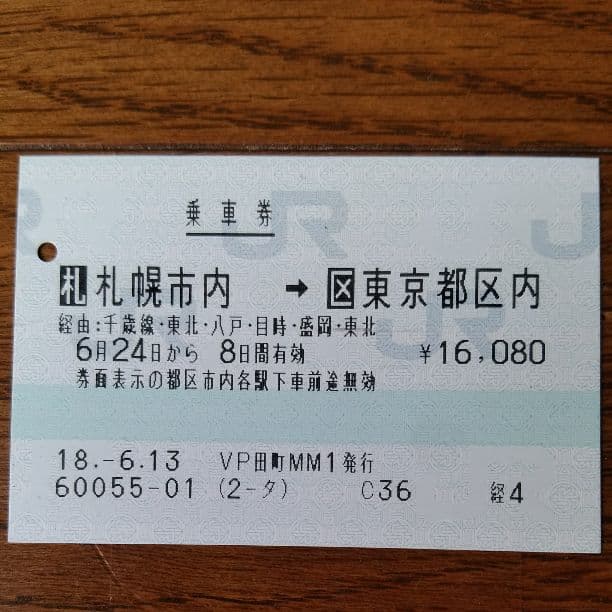 乗車券
札 札幌市内 → 区 東京都区内
経由:千歳線・東北・八戸・目時・盛岡・東北
6月24日から 8日間有効 ¥16,080
券面表示の都区市内各駅下車前途無効
18.-6.13 VP田町MM1発行
60055-01 (2-タ) C36 経4